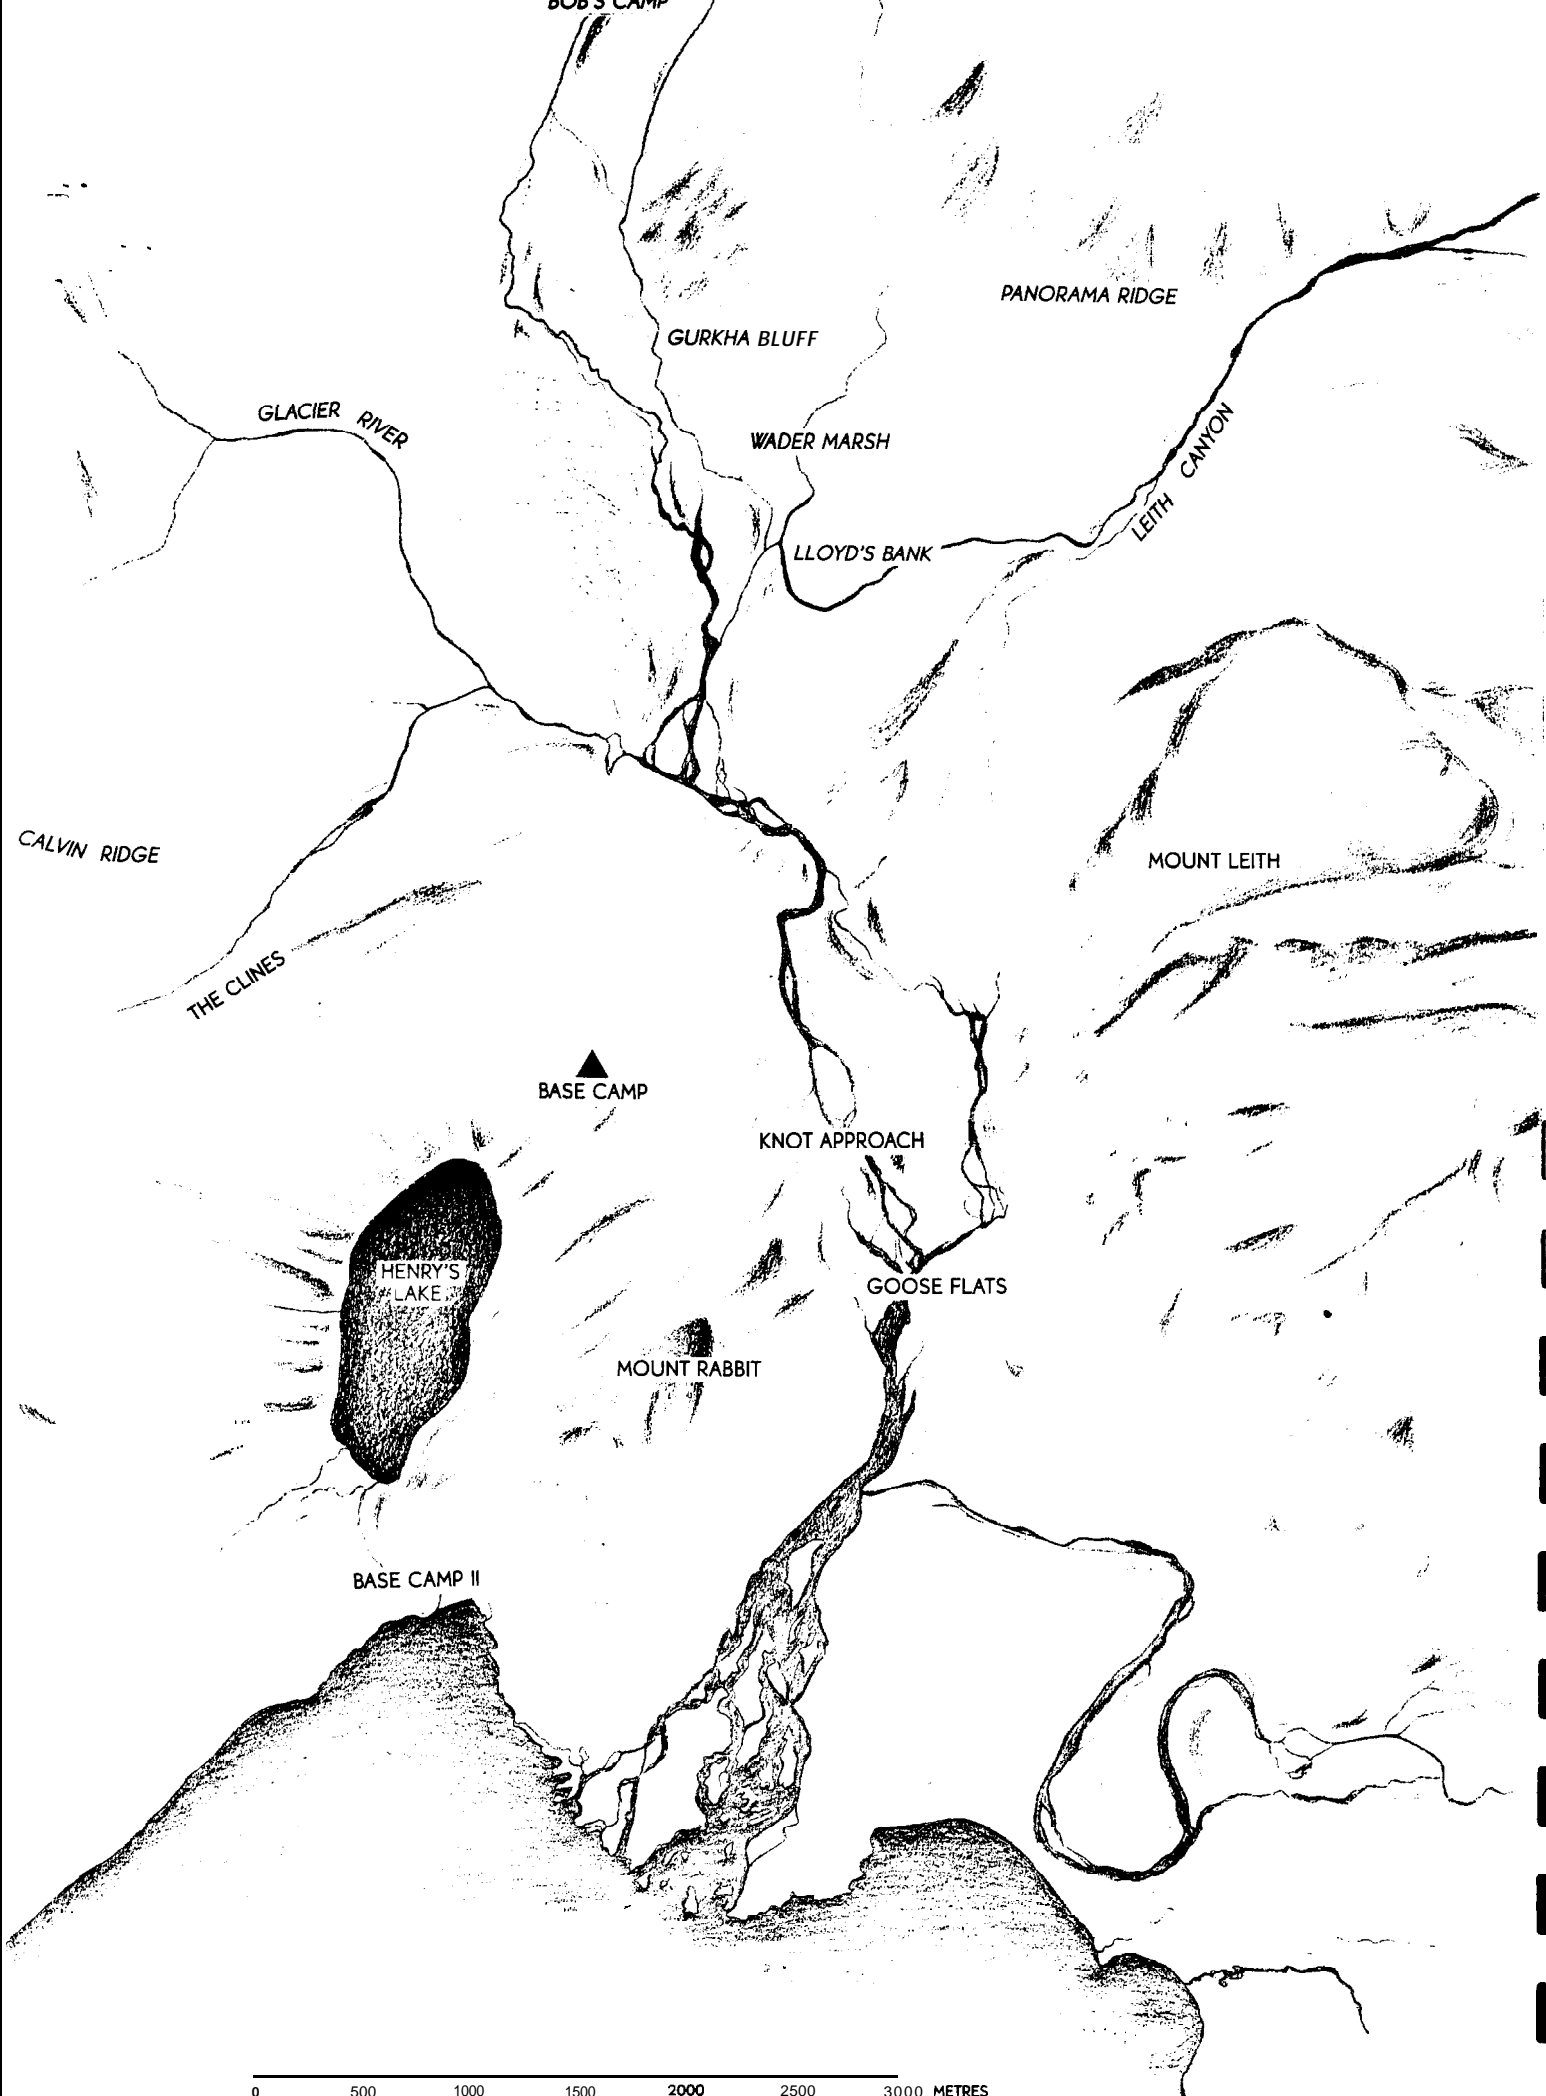 BOB'S CAMP
PANORAMA RIDGE
GURKHA BLUFF
GLACIER RIVER
WADER MARSH
LEITH CANYON
LLOYD'S BANK
CALVIN RIDGE
MOUNT LEITH
THE CLINES
BASE CAMP
KNOT APPROACH
HENRY'S
LAKE
GOOSE FLATS
MOUNT RABBIT
BASE CAMP II
0 500 1000 1500 2000 2500 3000 METRES